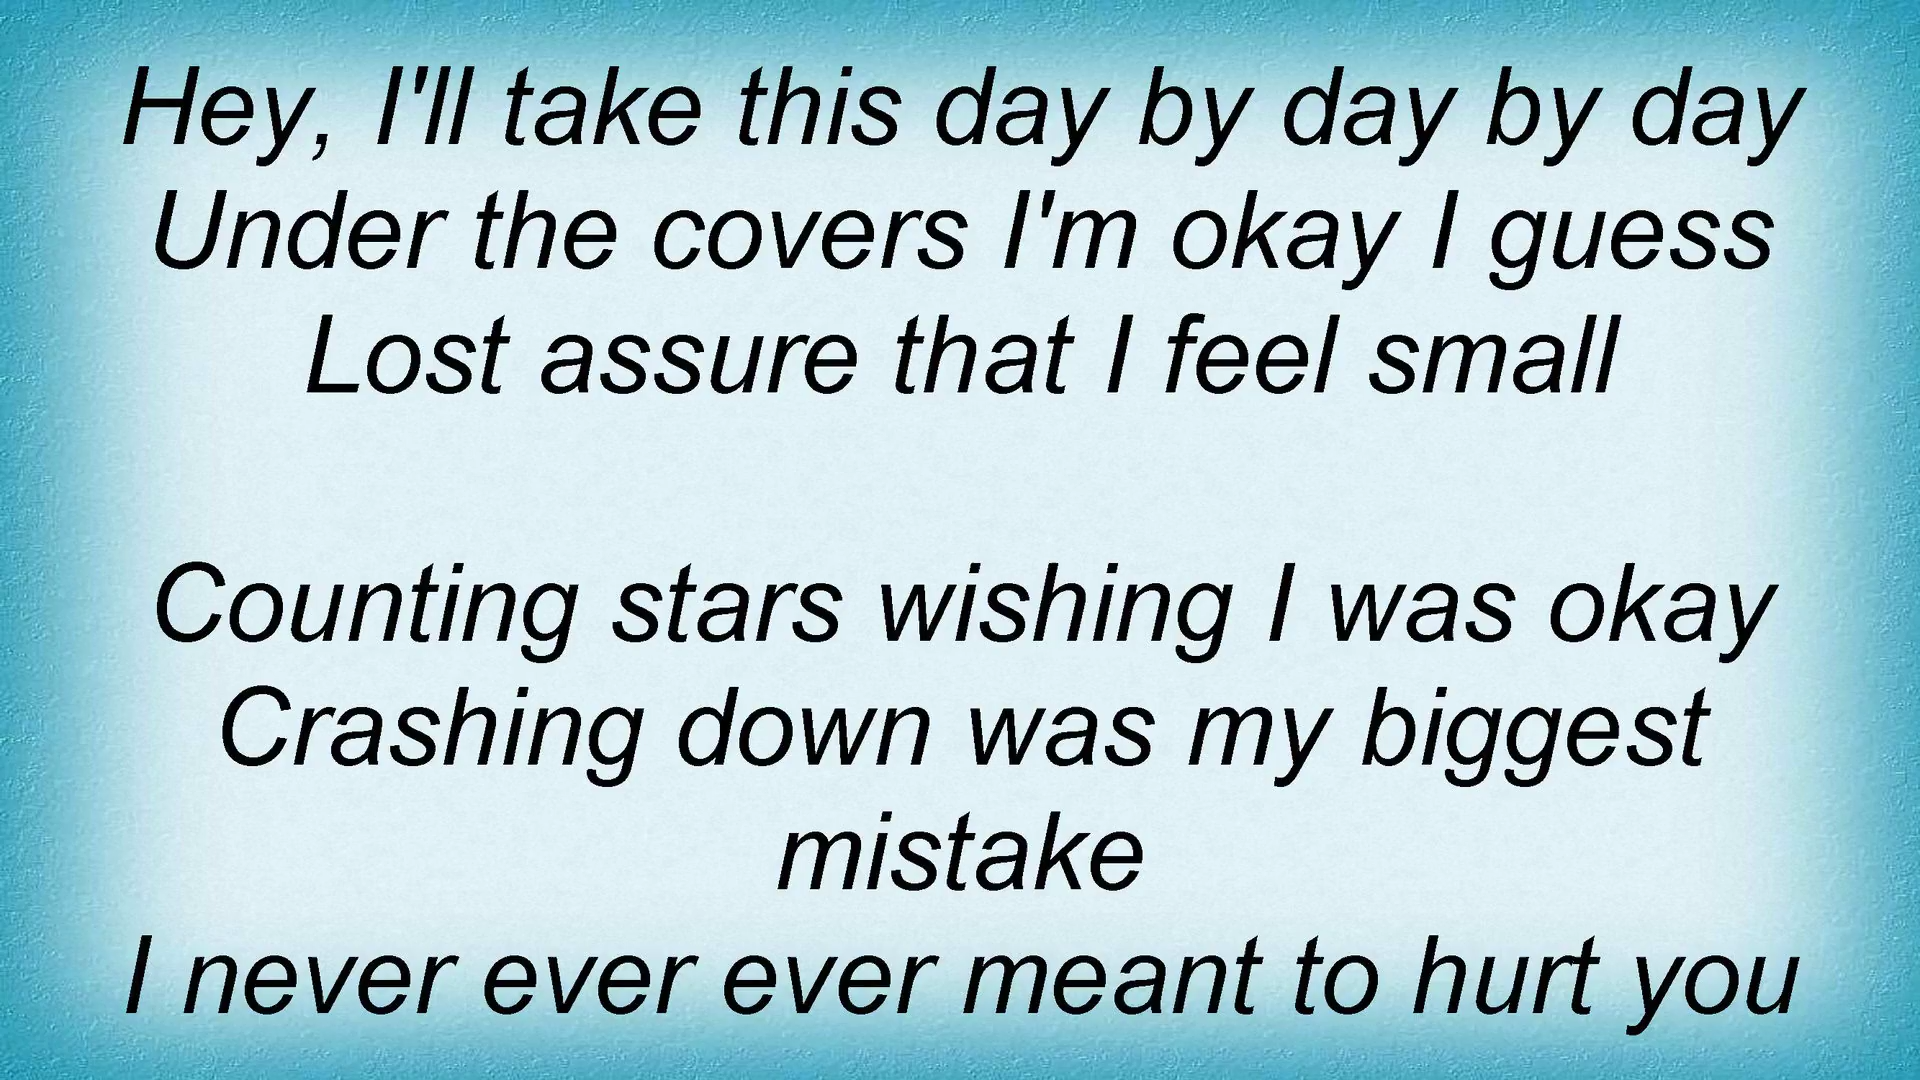 Hey, I'll take this day by day by day
Under the covers I'm okay I guess
Lost assure that I feel small
Counting stars wishing I was okay
Crashing down was my biggest
mistake
I never ever ever meant to hurt you